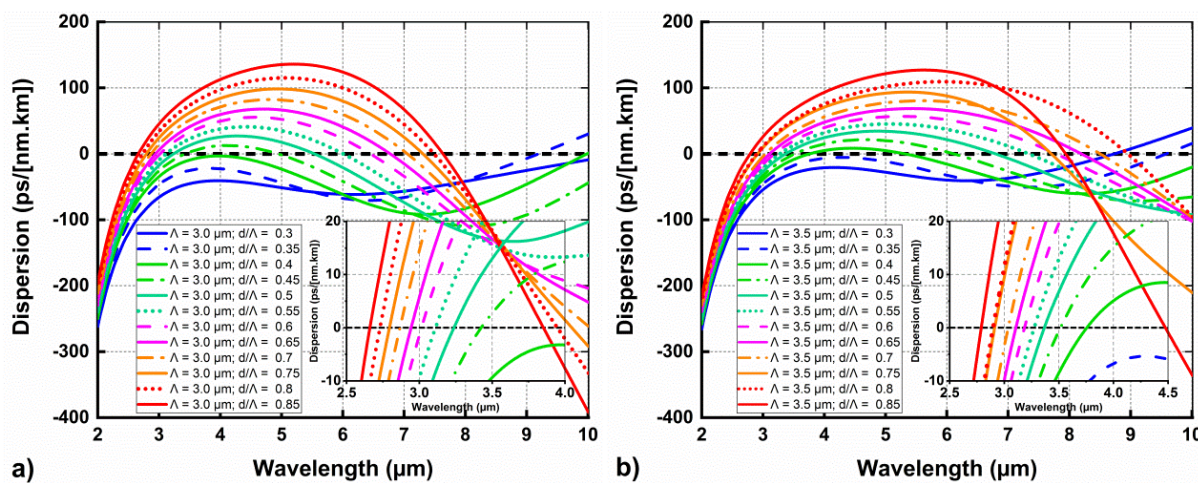 200
100
0
-100
-200
-300
-400
Dispersion (ps/[nm.km])
Λ = 3.0 µm; d/Λ = 0.3
Λ = 3.0 µm; d/Λ = 0.35
Λ = 3.0 µm; d/Λ = 0.4
Λ = 3.0 µm; d/Λ = 0.45
Λ = 3.0 µm; d/Λ = 0.5
Λ = 3.0 µm; d/Λ = 0.55
Λ = 3.0 µm; d/Λ = 0.6
Λ = 3.0 µm; d/Λ = 0.65
Λ = 3.0 µm; d/Λ = 0.7
Λ = 3.0 µm; d/Λ = 0.75
Λ = 3.0 µm; d/Λ = 0.8
Λ = 3.0 µm; d/Λ = 0.85
20
10
0
-10
Dispersion (ps/[nm.km])
2.5 3.0 3.5 4.0
Wavelength (µm)
2 3 4 5 6 7 8 9 10
Wavelength (µm)
a)
200
100
0
-100
-200
-300
-400
Dispersion (ps/[nm.km])
Λ = 3.5 µm; d/Λ = 0.3
Λ = 3.5 µm; d/Λ = 0.35
Λ = 3.5 µm; d/Λ = 0.4
Λ = 3.5 µm; d/Λ = 0.45
Λ = 3.5 µm; d/Λ = 0.5
Λ = 3.5 µm; d/Λ = 0.55
Λ = 3.5 µm; d/Λ = 0.6
Λ = 3.5 µm; d/Λ = 0.65
Λ = 3.5 µm; d/Λ = 0.7
Λ = 3.5 µm; d/Λ = 0.75
Λ = 3.5 µm; d/Λ = 0.8
Λ = 3.5 µm; d/Λ = 0.85
20
10
0
-10
Dispersion (ps/[nm.km])
2.5 3.0 3.5 4.0 4.5
Wavelength (µm)
2 3 4 5 6 7 8 9 10
Wavelength (µm)
b)